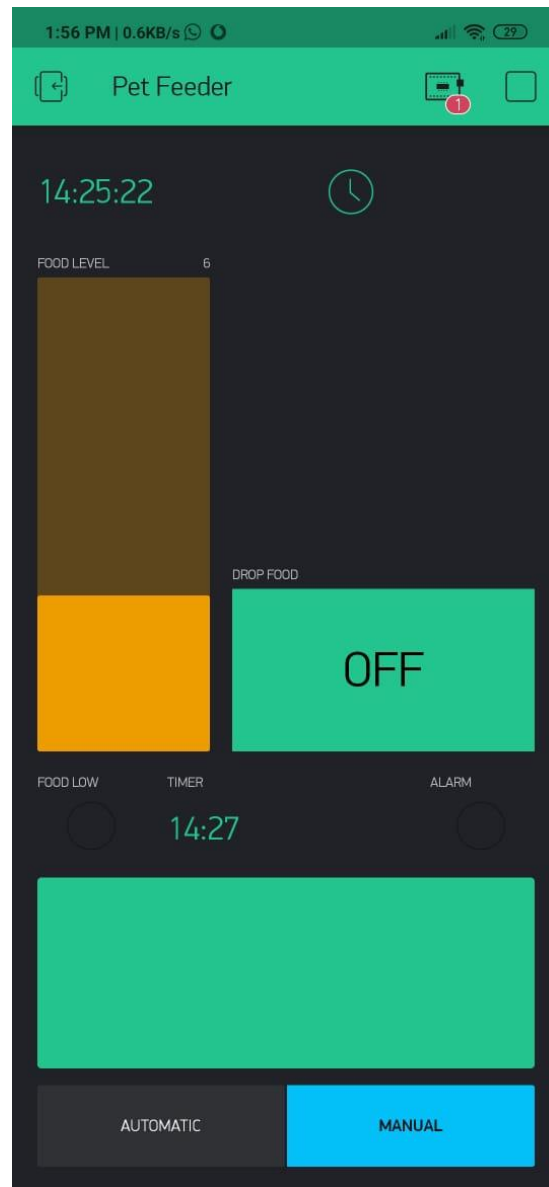 1:56 PM | 0.6KB/s 29
Pet Feeder
1
14:25:22
FOOD LEVEL 6
DROP FOOD
OFF
FOOD LOW TIMER ALARM
14:27
AUTOMATIC MANUAL